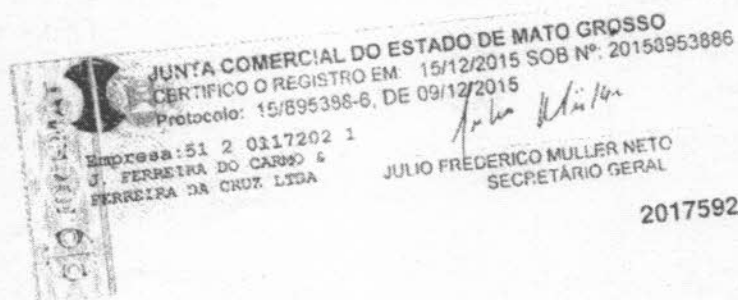 JUNTA COMERCIAL DO ESTADO DE MATO GROSSO
CERTIFICO O REGISTRO EM: 15/12/2015 SOB Nº: 20158953886
Protocolo: 15/895388-6, DE 09/12/2015
Empresa:51 2 0117202 1
J. FERREIRA DO CARMO &
FERREIRA DA CRUZ LTDA
JULIO FREDERICO MULLER NETO
SECRETÁRIO GERAL
2017592